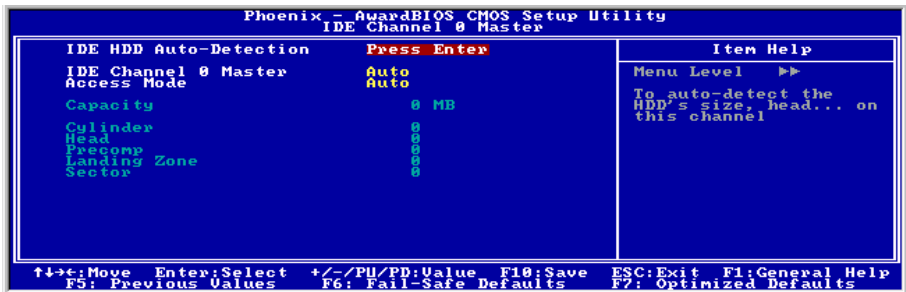 Phoenix - AwardBIOS CMOS Setup Utility
IDE Channel 0 Master
IDE HDD Auto-Detection Press Enter
IDE Channel 0 Master Auto
Access Mode Auto
Capacity 0 MB
Cylinder 0
Head 0
Precomp 0
Landing Zone 0
Sector 0
Item Help
Menu Level ►►
To auto-detect the
HDD's size, head... on
this channel
↑↓→←:Move Enter:Select +/-/PU/PD:Value F10:Save ESC:Exit F1:General Help
F5: Previous Values F6: Fail-Safe Defaults F7: Optimized Defaults